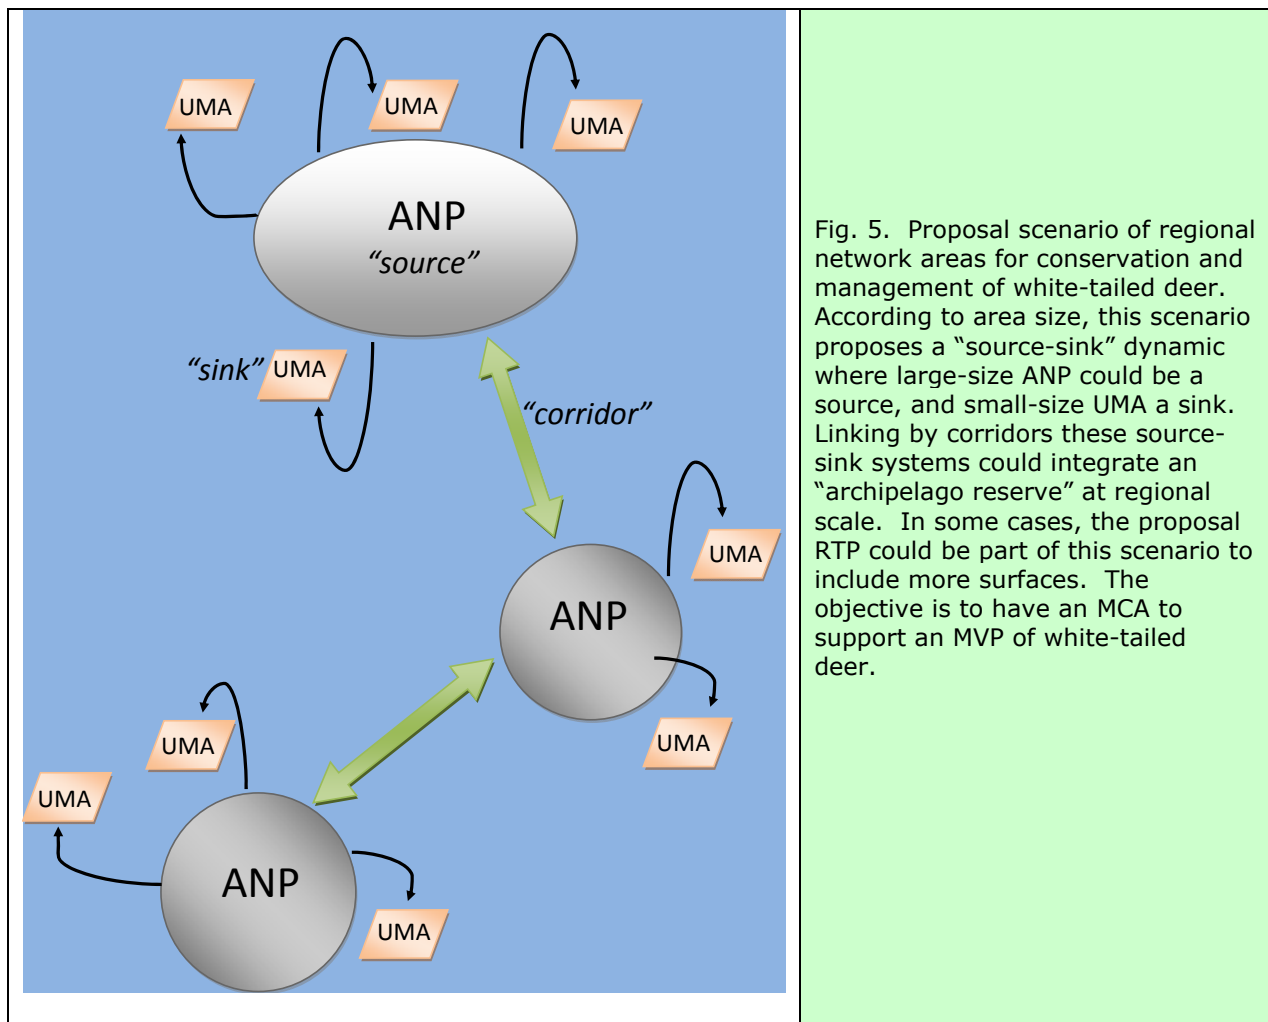 UMA
UMA
UMA
ANP
“source”
“sink”
UMA
“corridor”
UMA
ANP
UMA
UMA
UMA
ANP
UMA
Fig. 5. Proposal scenario of regional
network areas for conservation and
management of white-tailed deer.
According to area size, this scenario
proposes a “source-sink” dynamic
where large-size ANP could be a
source, and small-size UMA a sink.
Linking by corridors these source-
sink systems could integrate an
“archipelago reserve” at regional
scale. In some cases, the proposal
RTP could be part of this scenario to
include more surfaces. The
objective is to have an MCA to
support an MVP of white-tailed
deer.